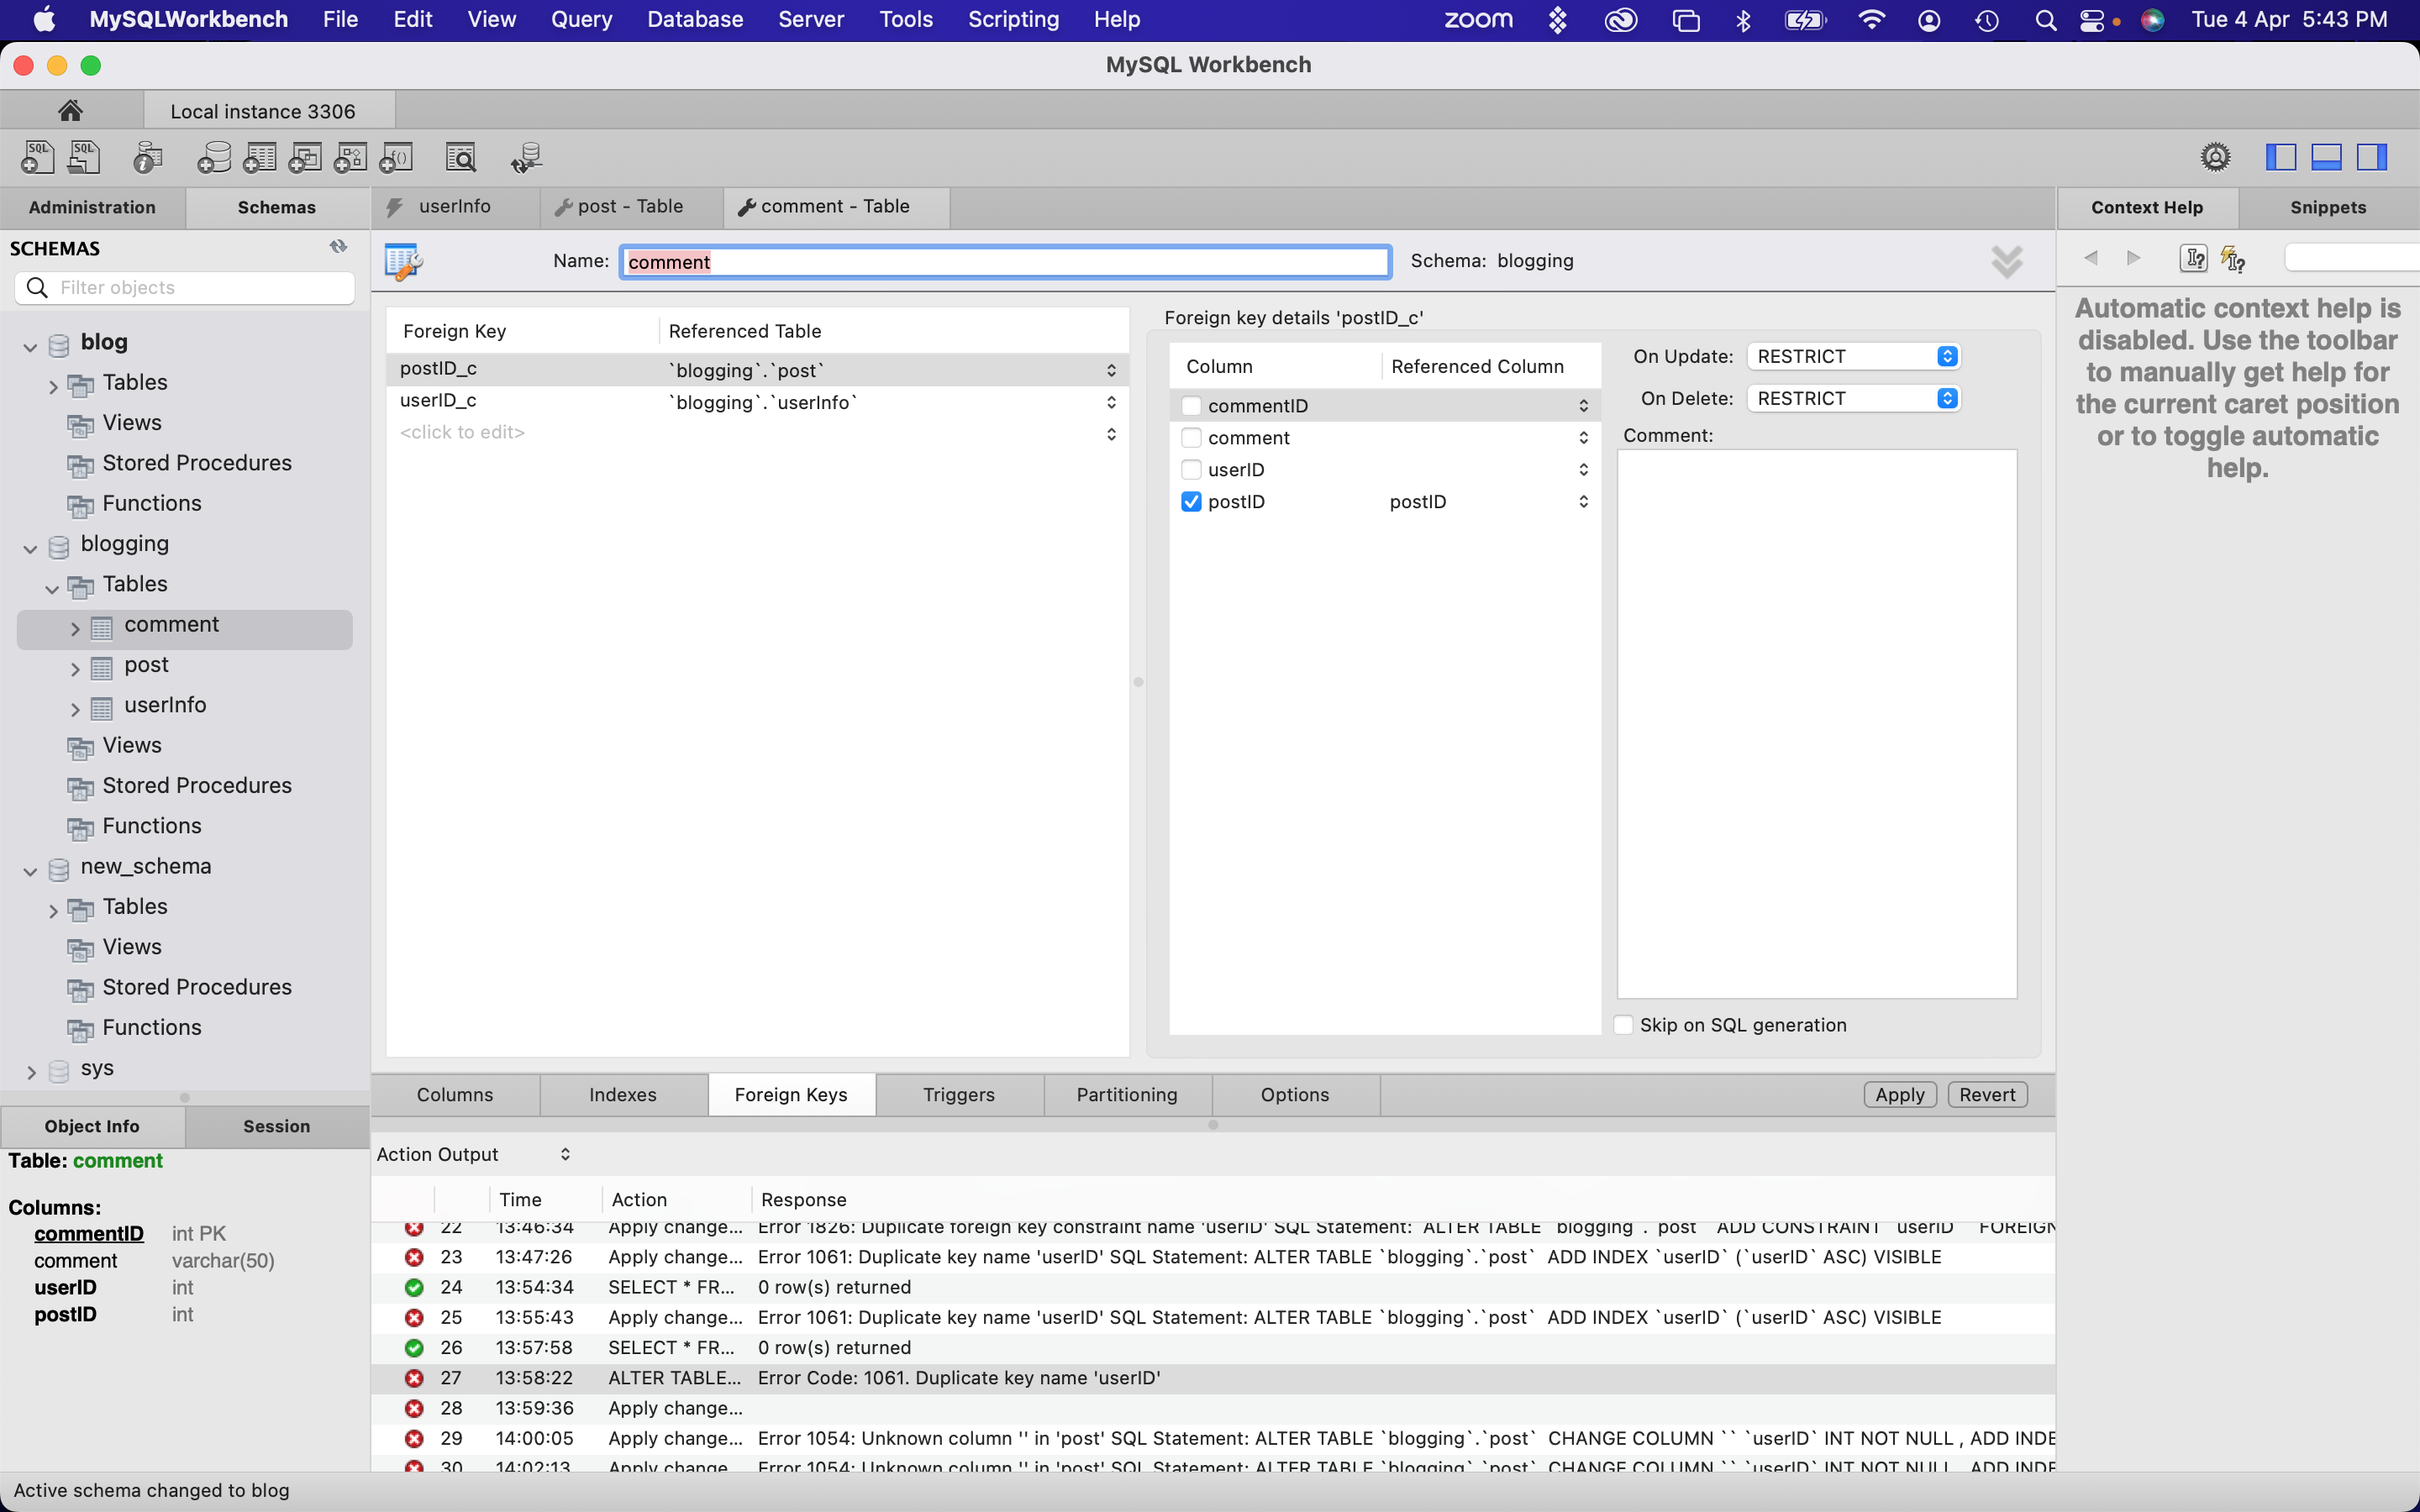 MySQLWorkbench File Edit View Query Database Server Tools Scripting Help zoom Tue 4 Apr 5:43 PM
MySQL Workbench
Local instance 3306
Administration Schemas userInfo post - Table comment - Table Context Help Snippets
SCHEMAS
Filter objects
Name: comment Schema: blogging
blog
Tables
Views
Stored Procedures
Functions
blogging
Tables
comment
post
userInfo
Views
Stored Procedures
Functions
new_schema
Tables
Views
Stored Procedures
Functions
sys
Foreign Key Referenced Table
postID_c `blogging`.`post`
userID_c `blogging`.`userInfo`
<click to edit>
Foreign key details 'postID_c'
Column Referenced Column
commentID
comment
userID
postID postID
On Update: RESTRICT
On Delete: RESTRICT
Comment:
Skip on SQL generation
Automatic context help is
disabled. Use the toolbar
to manually get help for
the current caret position
or to toggle automatic
help.
Columns Indexes Foreign Keys Triggers Partitioning Options Apply Revert
Object Info Session
Table: comment
Columns:
commentID int PK
comment varchar(50)
userID int
postID int
Action Output
Time Action Response
22 13:46:34 Apply change... Error 1826: Duplicate foreign key constraint name 'userID' SQL Statement: ALTER TABLE `blogging`.`post` ADD CONSTRAINT `userID` FOREIGN
23 13:47:26 Apply change... Error 1061: Duplicate key name 'userID' SQL Statement: ALTER TABLE `blogging`.`post` ADD INDEX `userID` (`userID` ASC) VISIBLE
24 13:54:34 SELECT * FR... 0 row(s) returned
25 13:55:43 Apply change... Error 1061: Duplicate key name 'userID' SQL Statement: ALTER TABLE `blogging`.`post` ADD INDEX `userID` (`userID` ASC) VISIBLE
26 13:57:58 SELECT * FR... 0 row(s) returned
27 13:58:22 ALTER TABLE... Error Code: 1061. Duplicate key name 'userID'
28 13:59:36 Apply change...
29 14:00:05 Apply change... Error 1054: Unknown column '' in 'post' SQL Statement: ALTER TABLE `blogging`.`post` CHANGE COLUMN `` `userID` INT NOT NULL , ADD INDE
30 14:02:13 Apply change... Error 1054: Unknown column '' in 'post' SQL Statement: ALTER TABLE `blogging`.`post` CHANGE COLUMN `` `userID` INT NOT NULL , ADD INDE
Active schema changed to blog